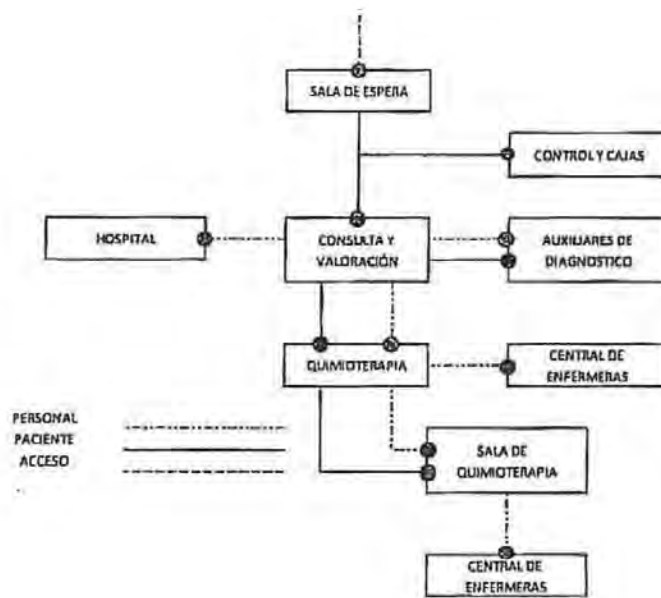 SALA DE ESPERA
CONTROL Y CAJAS
HOSPITAL
CONSULTA Y
VALORACIÓN
AUXILIARES DE
DIAGNOSTICO
QUIMIOTERAPIA
CENTRAL DE
ENFERMERAS
PERSONAL
PACIENTE
ACCESO
SALA DE
QUIMIOTERAPIA
CENTRAL DE
ENFERMERAS